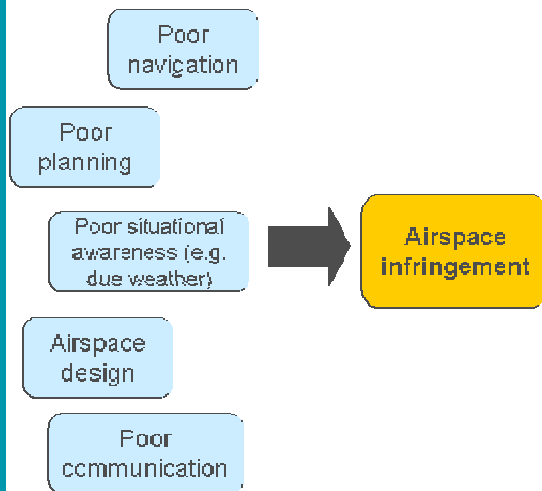 Poor
navigation
Poor
planning
Poor situational
awareness (e.g.
due weather)
Airspace
infringement
Airspace
design
Poor
communication